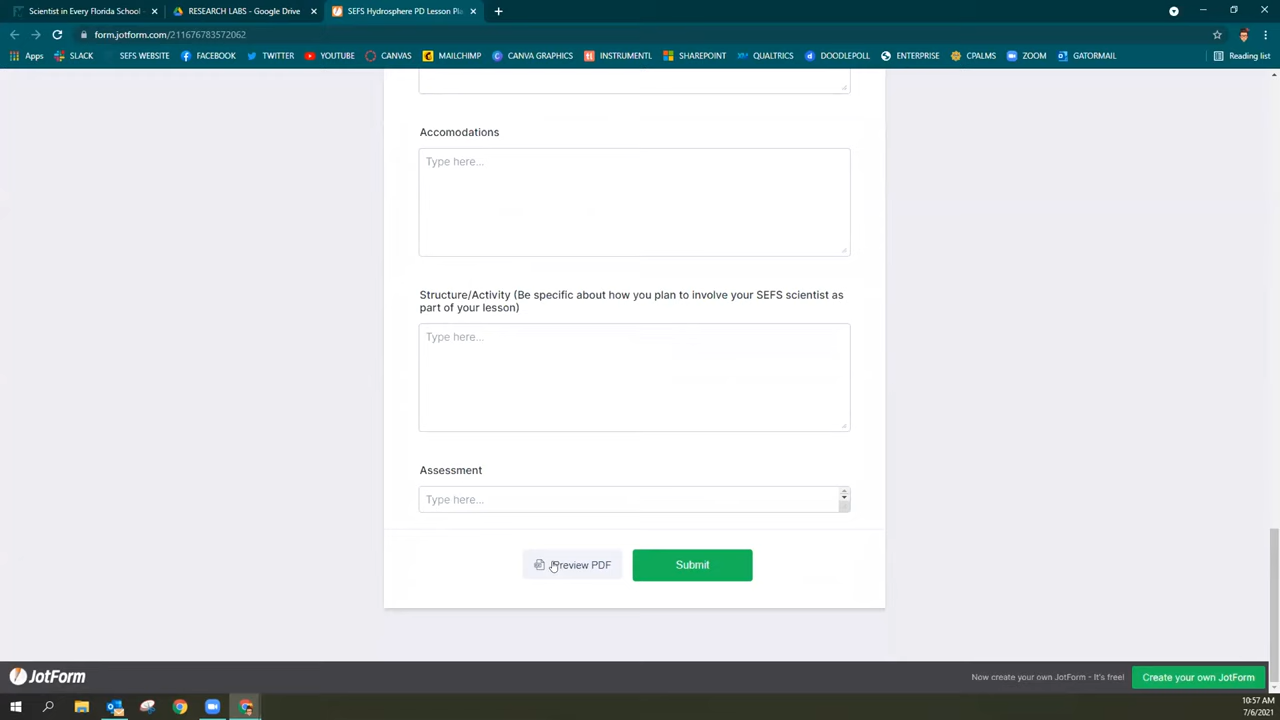 Scientist in Every Florida School -
RESEARCH LABS - Google Drive
SEFS Hydrosphere PD Lesson Pla
form.jotform.com/211676783572062
Apps SLACK SEFS WEBSITE FACEBOOK TWITTER YOUTUBE CANVAS MAILCHIMP CANVA GRAPHICS INSTRUMENTL SHAREPOINT QUALTRICS DOODLEPOLL ENTERPRISE CPALMS ZOOM GATORMAIL Reading list
Accomodations
Type here...
Structure/Activity (Be specific about how you plan to involve your SEFS scientist as
part of your lesson)
Type here...
Assessment
Type here...
Preview PDF Submit
JotForm
Now create your own JotForm - It's free! Create your own JotForm
10:57 AM
7/6/2021